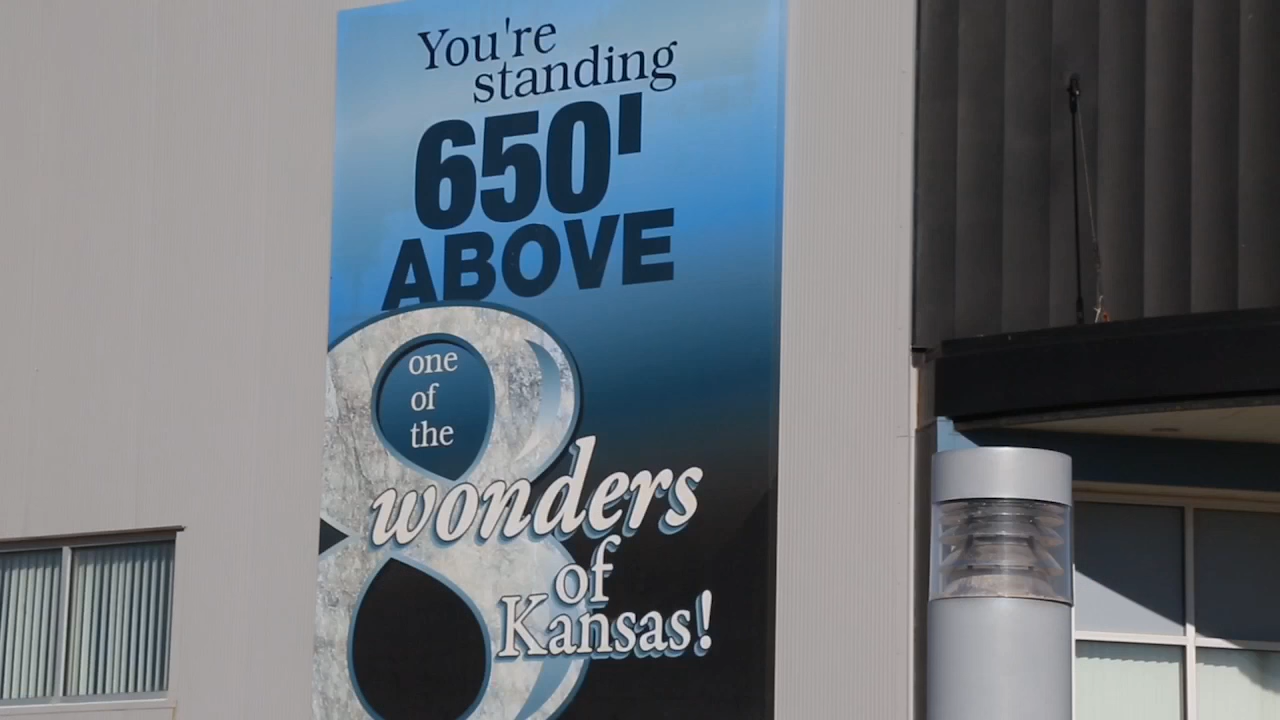 You're
standing
650'
ABOVE
one
of
the
8
wonders
of
Kansas!